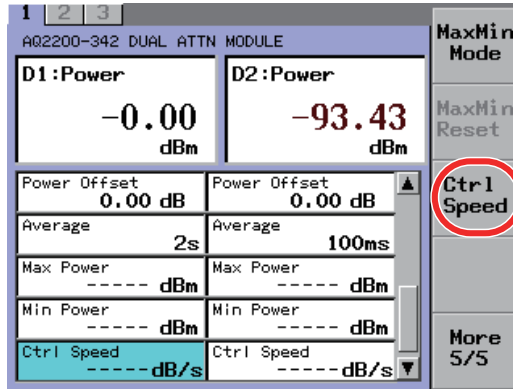 1 2 3
AQ2200-342 DUAL ATTN MODULE
D1:Power
-0.00
dBm
D2:Power
-93.43
dBm
Power Offset
0.00 dB
Power Offset
0.00 dB
Average
2s
Average
100ms
Max Power
----- dBm
Max Power
----- dBm
Min Power
----- dBm
Min Power
----- dBm
Ctrl Speed
-----dB/s
Ctrl Speed
-----dB/s
MaxMin
Mode
MaxMin
Reset
Ctrl
Speed
More
5/5